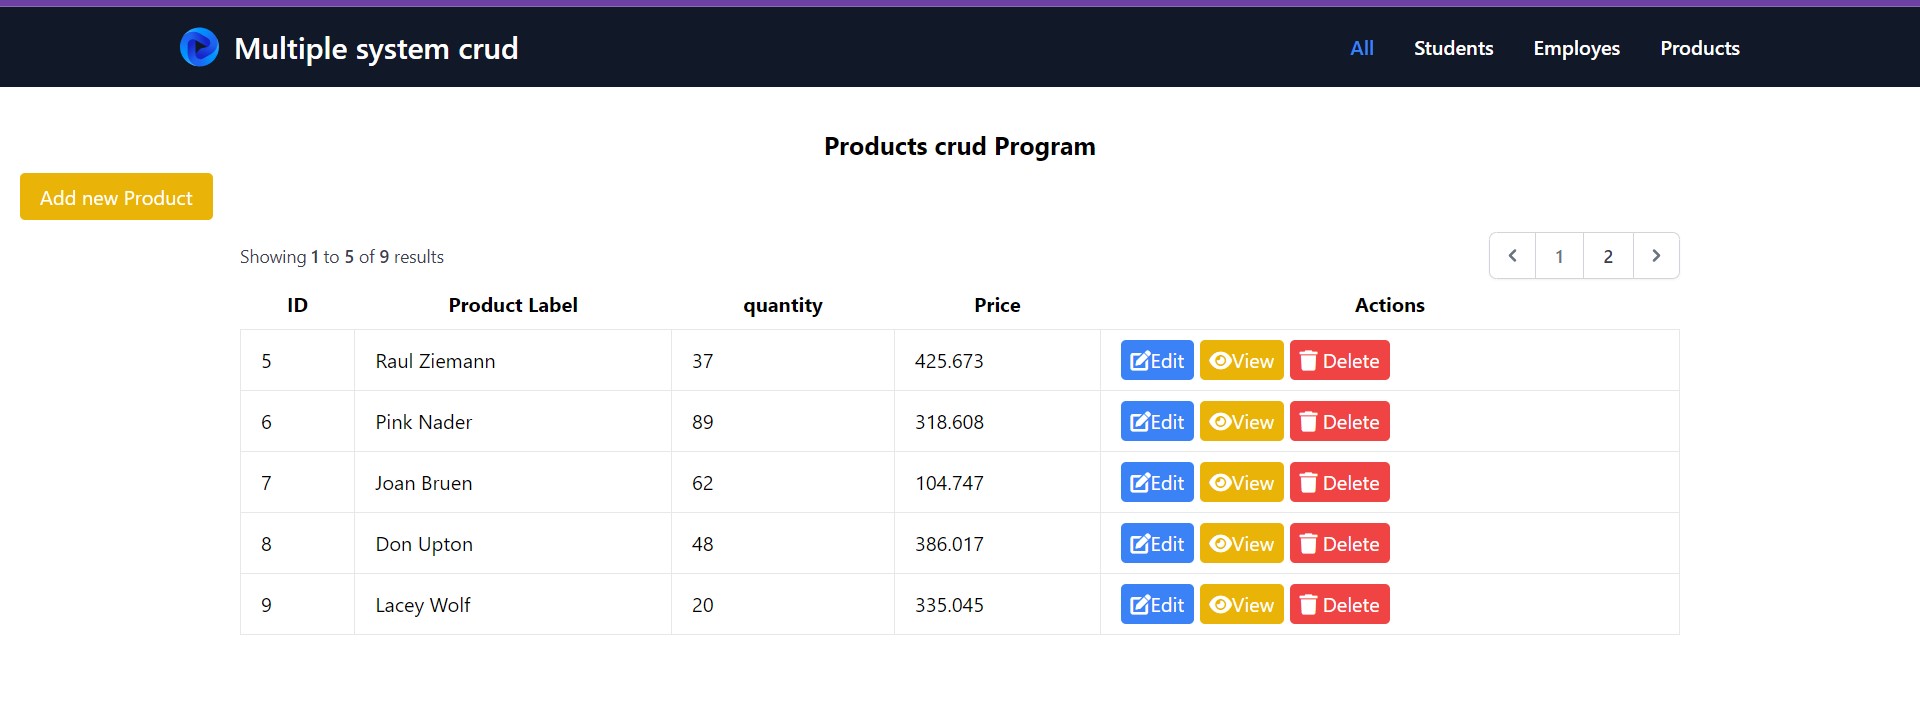 Multiple system crud All Students Employes Products
Products crud Program
Add new Product
Showing 1 to 5 of 9 results 1 2
ID Product Label quantity Price Actions
5 Raul Ziemann 37 425.673 Edit View Delete
6 Pink Nader 89 318.608 Edit View Delete
7 Joan Bruen 62 104.747 Edit View Delete
8 Don Upton 48 386.017 Edit View Delete
9 Lacey Wolf 20 335.045 Edit View Delete